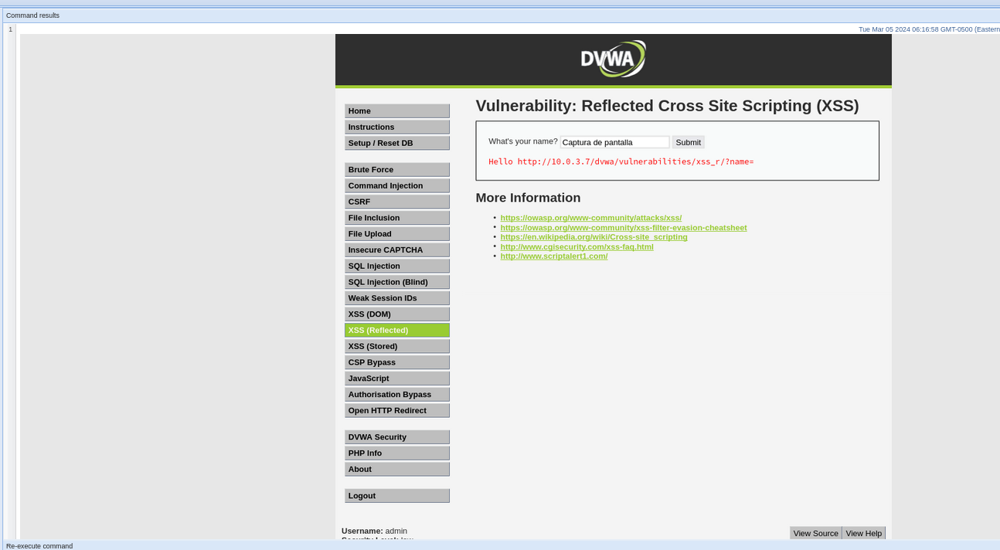 Command results
1
Tue Mar 05 2024 06:16:58 GMT-0500 (Eastern
DVWA
Home
Instructions
Setup / Reset DB
Brute Force
Command Injection
CSRF
File Inclusion
File Upload
Insecure CAPTCHA
SQL Injection
SQL Injection (Blind)
Weak Session IDs
XSS (DOM)
XSS (Reflected)
XSS (Stored)
CSP Bypass
JavaScript
Authorisation Bypass
Open HTTP Redirect
DVWA Security
PHP Info
About
Logout
Vulnerability: Reflected Cross Site Scripting (XSS)
What's your name? Captura de pantalla Submit
Hello http://10.0.3.7/dvwa/vulnerabilities/xss_r/?name=
More Information
• https://owasp.org/www-community/attacks/xss/
• https://owasp.org/www-community/xss-filter-evasion-cheatsheet
• https://en.wikipedia.org/wiki/Cross-site_scripting
• http://www.cgisecurity.com/xss-faq.html
• http://www.scriptalert1.com/
Username: admin
View Source View Help
Re-execute command